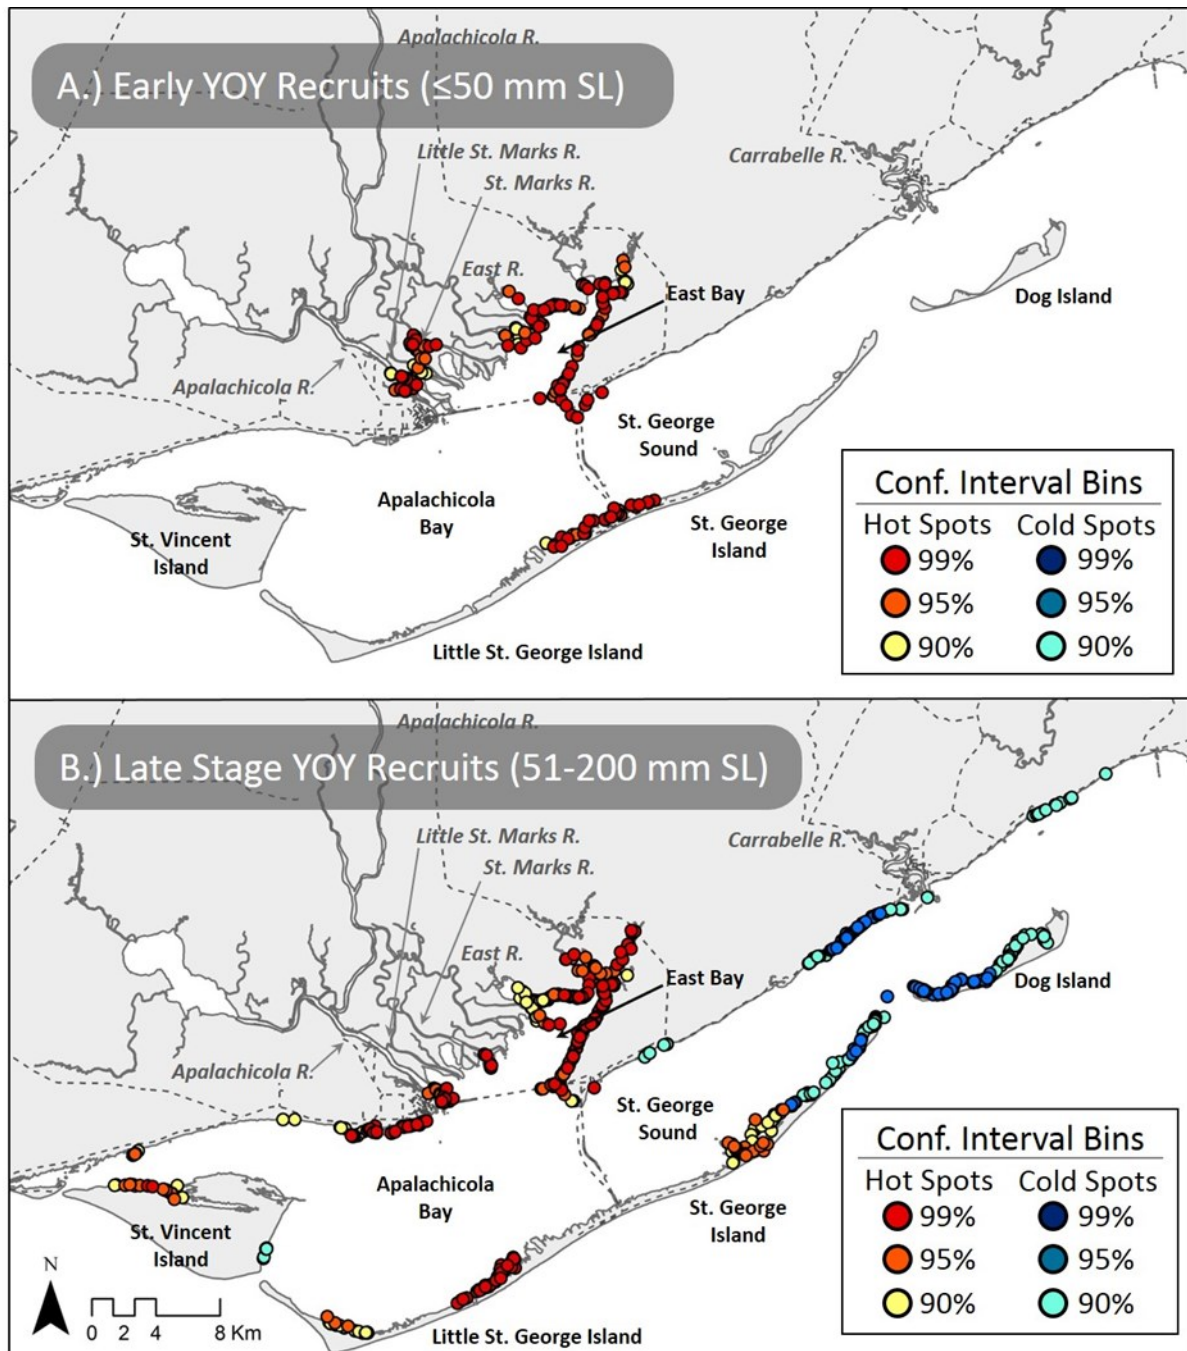 Apalachicola R.
A.) Early YOY Recruits (≤50 mm SL)
Little St. Marks R.
St. Marks R.
Carrabelle R.
East R.
East Bay
Dog Island
Apalachicola R.
St. George
Sound
Apalachicola
Bay
St. Vincent
Island
St. George
Island
Little St. George Island
Conf. Interval Bins
Hot Spots Cold Spots
99% 99%
95% 95%
90% 90%
Apalachicola R.
B.) Late Stage YOY Recruits (51-200 mm SL)
Little St. Marks R.
St. Marks R.
Carrabelle R.
East R.
East Bay
Dog Island
Apalachicola R.
St. George
Sound
Apalachicola
Bay
St. Vincent
Island
St. George
Island
Little St. George Island
N
0 2 4 8 Km
Conf. Interval Bins
Hot Spots Cold Spots
99% 99%
95% 95%
90% 90%